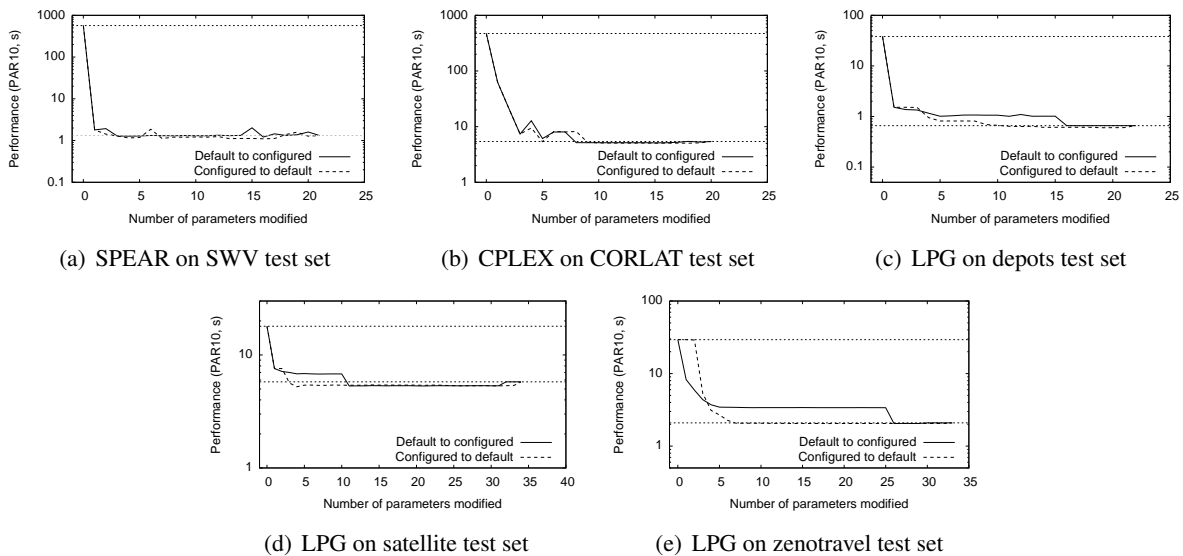 1000
100
10
1
0.1
Performance (PAR10, s)
Default to configured
Configured to default
0 5 10 15 20 25
Number of parameters modified
(a) SPEAR on SWV test set
1000
100
10
1
Performance (PAR10, s)
Default to configured
Configured to default
0 5 10 15 20 25
Number of parameters modified
(b) CPLEX on CORLAT test set
100
10
1
0.1
Performance (PAR10, s)
Default to configured
Configured to default
0 5 10 15 20 25
Number of parameters modified
(c) LPG on depots test set
10
1
Performance (PAR10, s)
Default to configured
Configured to default
0 5 10 15 20 25 30 35 40
Number of parameters modified
(d) LPG on satellite test set
100
10
1
Performance (PAR10, s)
Default to configured
Configured to default
0 5 10 15 20 25 30 35
Number of parameters modified
(e) LPG on zenotravel test set